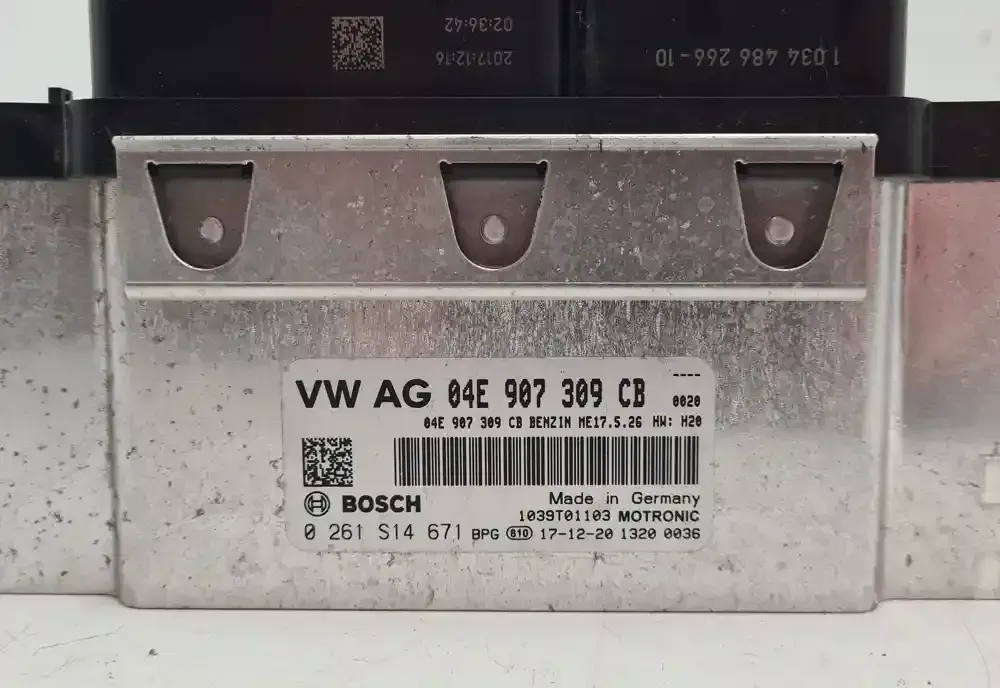 02:36:42
2017:12:16
1 034 486 266-10
VW AG 04E 907 309 CB
----
0020
04E 907 309 CB BENZIN ME17.5.26 HW: H20
BOSCH
Made in Germany
1039T01103 MOTRONIC
0 261 S14 671 BPG 610 17-12-20 1320 0036